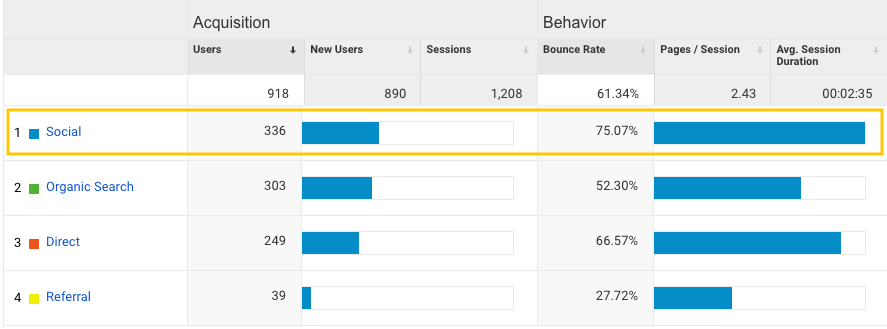 Acquisition Behavior
Users New Users Sessions Bounce Rate Pages / Session Avg. Session
Duration
918 890 1,208 61.34% 2.43 00:02:35
1 Social 336 75.07%
2 Organic Search 303 52.30%
3 Direct 249 66.57%
4 Referral 39 27.72%